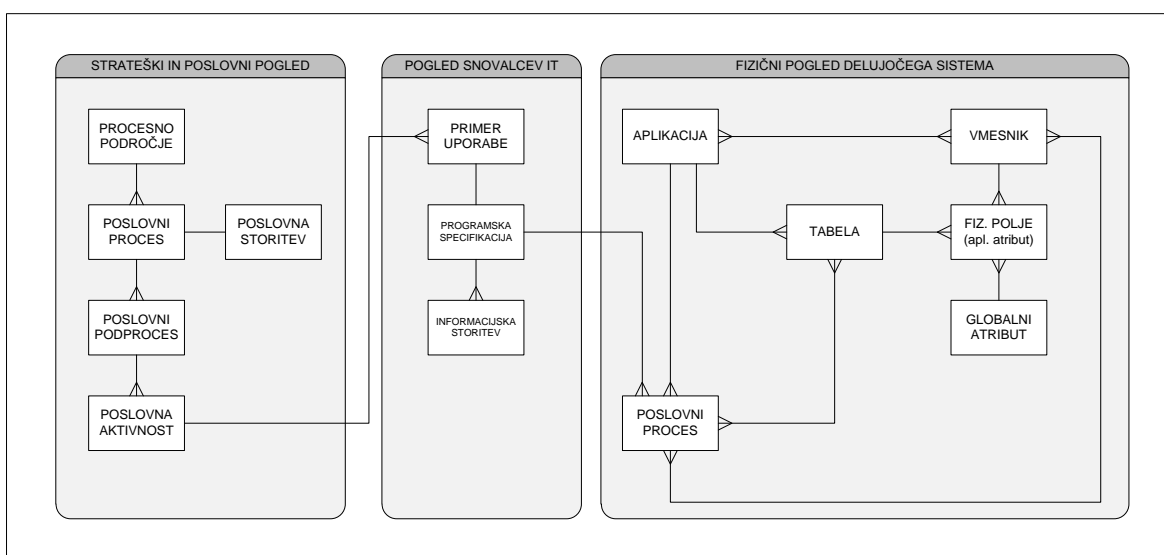 STRATEŠKI IN POSLOVNI POGLED
PROCESNO
PODROČJE
POSLOVNI
PROCES
POSLOVNA
STORITEV
POSLOVNI
PODPROCES
POSLOVNA
AKTIVNOST
POGLED SNOVALCEV IT
PRIMER
UPORABE
PROGRAMSKA
SPECIFIKACIJA
INFORMACIJSKA
STORITEV
FIZIČNI POGLED DELUJOČEGA SISTEMA
APLIKACIJA
VMESNIK
TABELA
FIZ. POLJE
(apl. atribut)
GLOBALNI
ATRIBUT
POSLOVNI
PROCES